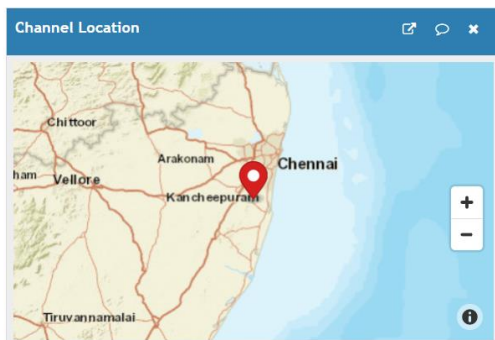 Channel Location
Chittoor
Arakonam
Chennai
ham
Vellore
Kancheepuram
Tiruvannamalai